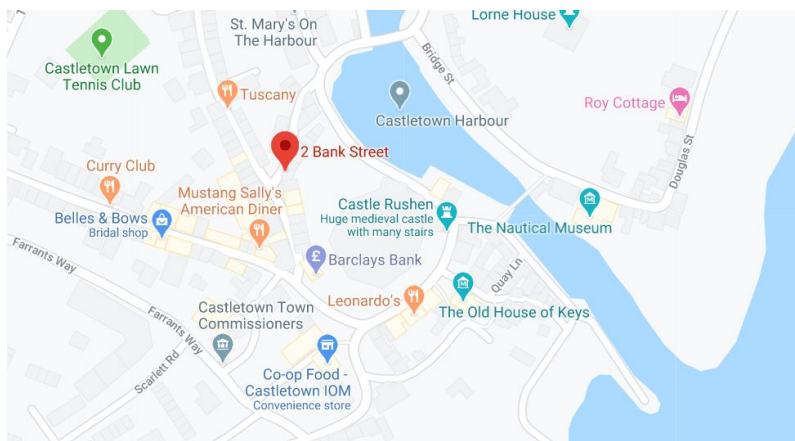 Lorne House
St. Mary's On
The Harbour
Castletown Lawn
Tennis Club
Bridge St
Tuscany
Castletown Harbour
Roy Cottage
2 Bank Street
Douglas St
Curry Club
Mustang Sally's
American Diner
Castle Rushen
Huge medieval castle
with many stairs
Belles & Bows
Bridal shop
The Nautical Museum
Farrants Way
Barclays Bank
Quay Ln
Leonardo's
Castletown Town
Commissioners
The Old House of Keys
Farrants Way
Scarlett Rd
Co-op Food -
Castletown IOM
Convenience store